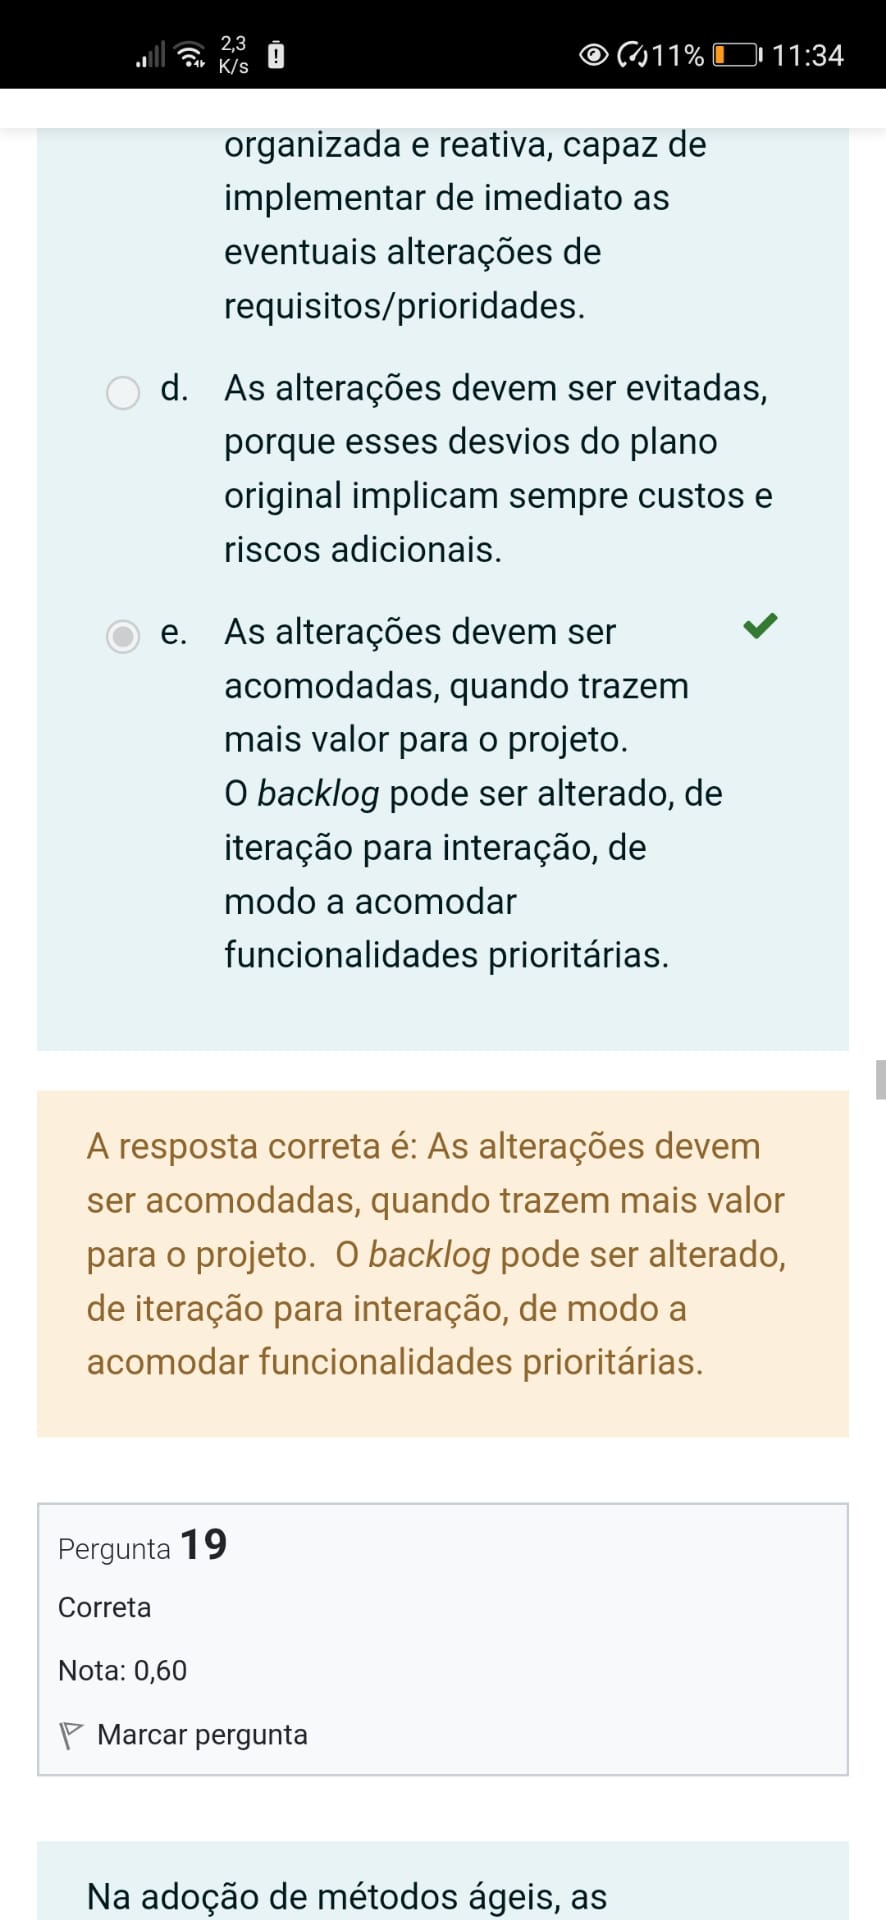 2,3
K/s
11%
11:34
organizada e reativa, capaz de
implementar de imediato as
eventuais alterações de
requisitos/prioridades.
d. As alterações devem ser evitadas,
porque esses desvios do plano
original implicam sempre custos e
riscos adicionais.
e. As alterações devem ser
acomodadas, quando trazem
mais valor para o projeto.
O backlog pode ser alterado, de
iteração para interação, de
modo a acomodar
funcionalidades prioritárias.
A resposta correta é: As alterações devem
ser acomodadas, quando trazem mais valor
para o projeto. O backlog pode ser alterado,
de iteração para interação, de modo a
acomodar funcionalidades prioritárias.
Pergunta 19
Correta
Nota: 0,60
Marcar pergunta
Na adoção de métodos ágeis, as